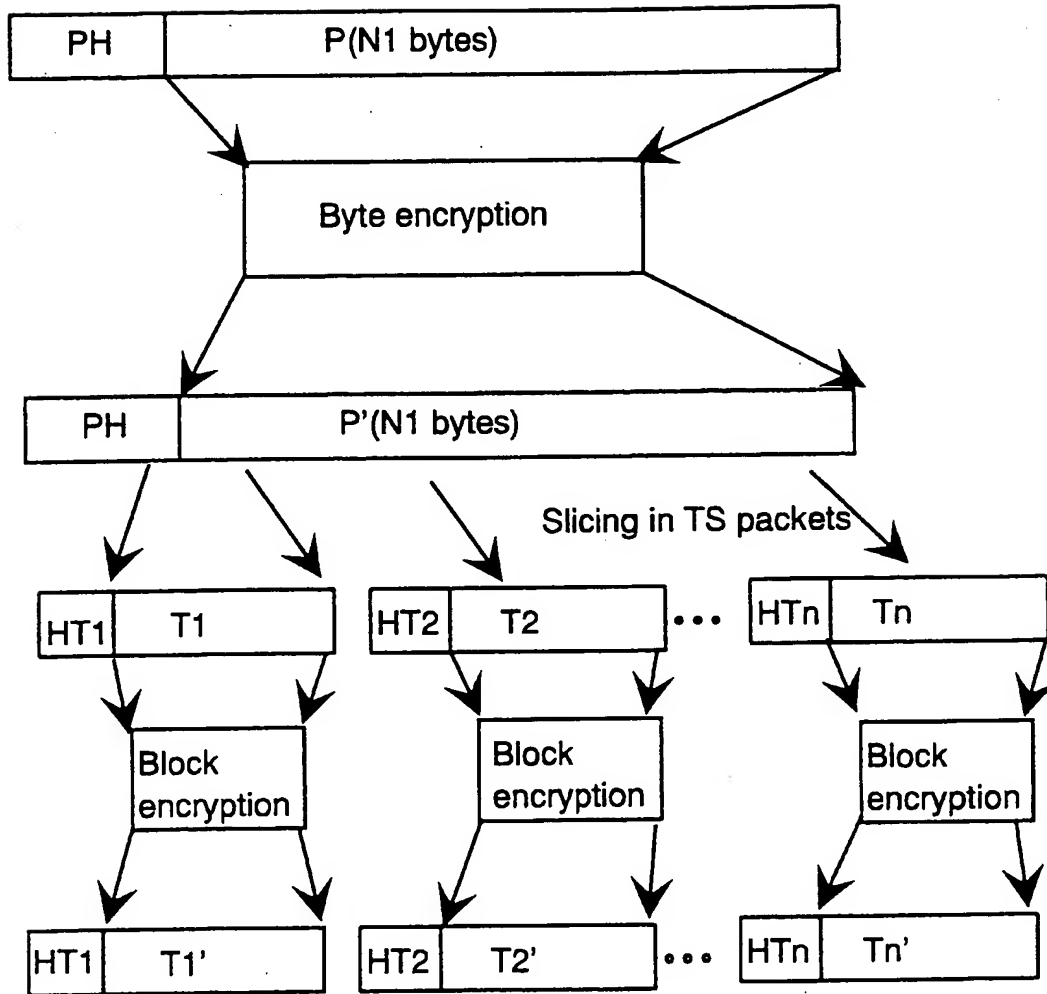 PH
P(N1 bytes)
Byte encryption
PH
P'(N1 bytes)
Slicing in TS packets
HT1
T1
HT2
T2
HTn
Tn
Block
encryption
Block
encryption
Block
encryption
HT1
T1'
HT2
T2'
HTn
Tn'